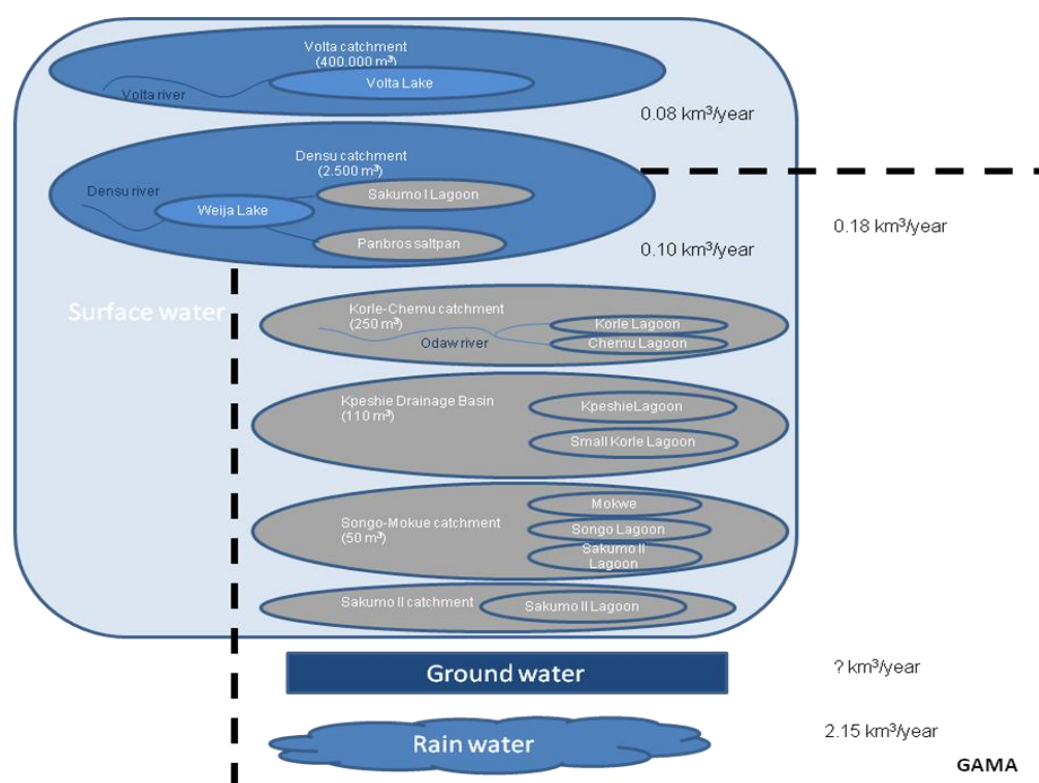 Volta catchment
(400.000 m³)
Volta Lake
Volta river
0.08 km³/year
Densu catchment
(2.500 m³)
Densu river
Sakumo I Lagoon
Weija Lake
0.18 km³/year
Panbros saltpan
0.10 km³/year
Surface water
Korle-Chemu catchment
(250 m³)
Korle Lagoon
Odaw river
Chemu Lagoon
Kpeshie Drainage Basin
(110 m³)
KpeshieLagoon
Small Korle Lagoon
Mokwe
Songo-Mokue catchment
(50 m³)
Songo Lagoon
Sakumo II
Lagoon
Sakumo II catchment
Sakumo II Lagoon
Ground water
? km³/year
Rain water
2.15 km³/year
GAMA